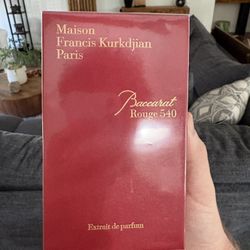 Maison
Francis Kurkdjian
Paris
Baccarat
Rouge 540
Extrait de parfum